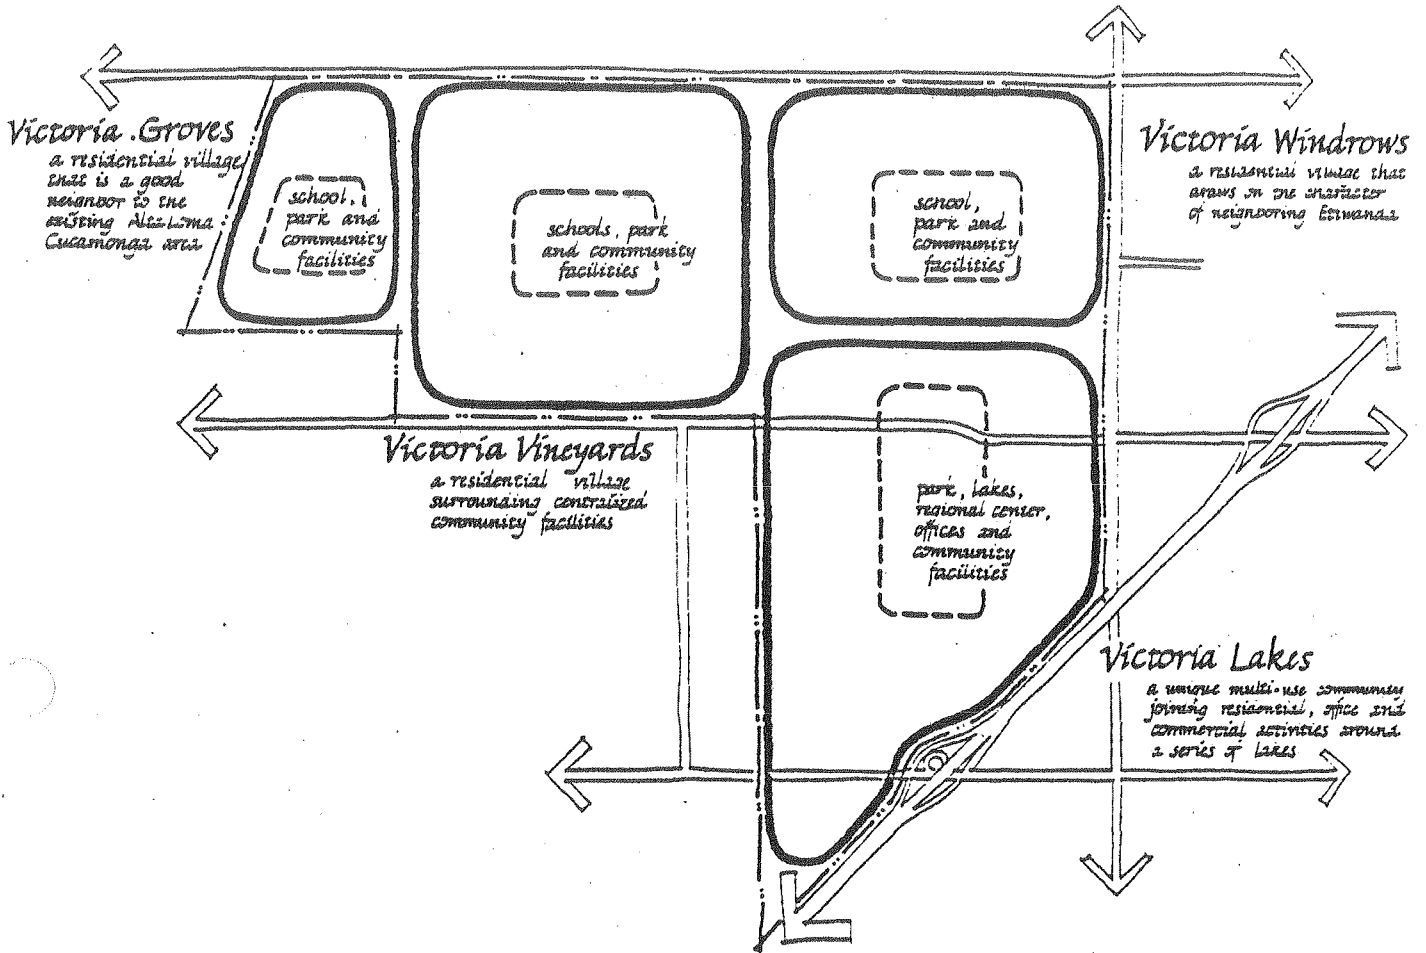 Victoria Groves
a residential village
that is a good
neighbor to the
existing Alta Loma
Cucamonga area
school,
park and
community
facilities
schools, park
and community
facilities
school,
park and
community
facilities
Victoria Windrows
a residential village that
draws on the character
of neighboring Etiwanda
Victoria Vineyards
a residential village
surrounding centralized
community facilities
park, lakes,
regional center,
offices and
community
facilities
Victoria Lakes
a unique multi-use community
joining residential, office and
commercial activities around
a series of lakes